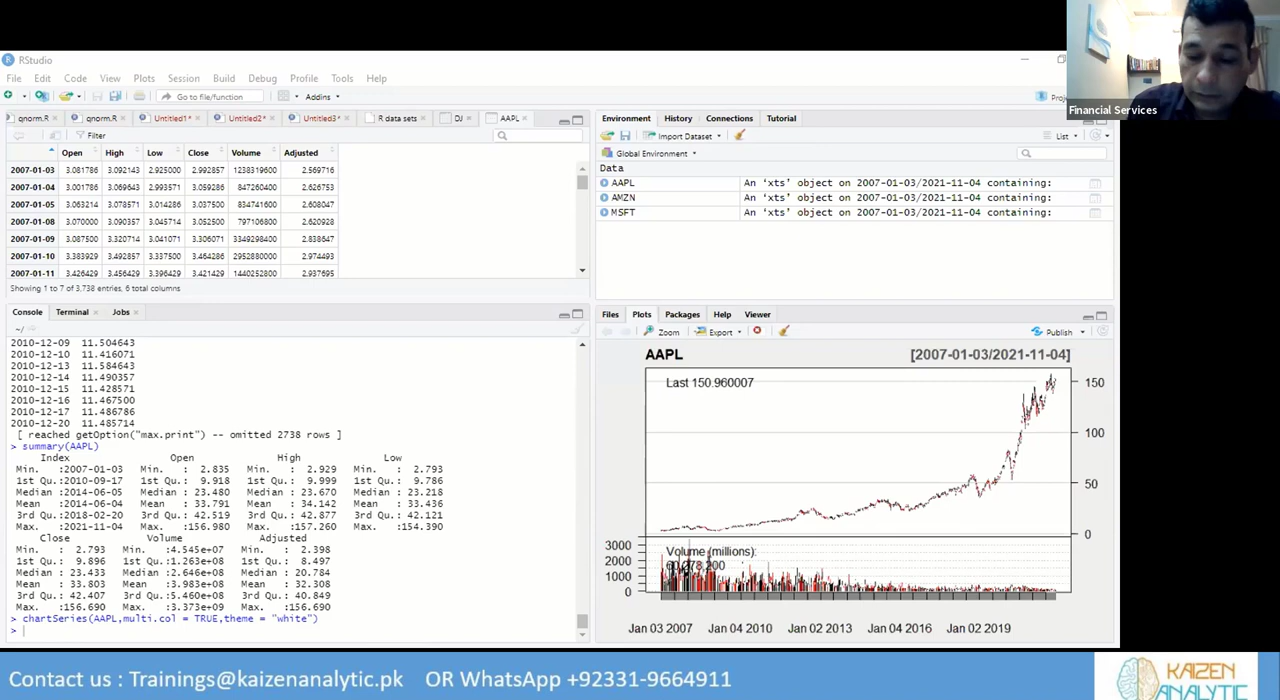 Financial Services
RStudio
File Edit Code View Plots Session Build Debug Profile Tools Help
Go to file/function
Addins
Proj
qnorm.R
qnorm.R
Untitled1*
Untitled2*
Untitled3*
R data sets
DJ
AAPL
Filter
Open High Low Close Volume Adjusted
2007-01-03 3.081786 3.092143 2.925000 2.992857 1238319600 2.569716
2007-01-04 3.001786 3.069643 2.993571 3.059286 847260400 2.626753
2007-01-05 3.063214 3.078571 3.014286 3.037500 834741600 2.608047
2007-01-08 3.070000 3.090357 3.045714 3.052500 797106800 2.620928
2007-01-09 3.087500 3.320714 3.041071 3.306071 3349298400 2.838647
2007-01-10 3.383929 3.492857 3.337500 3.464286 2952880000 2.974493
2007-01-11 3.426429 3.456429 3.396429 3.421429 1440252800 2.937695
Showing 1 to 7 of 3,738 entries, 6 total columns
Environment History Connections Tutorial
Import Dataset
List
Global Environment
Data
AAPL An ‘xts’ object on 2007-01-03/2021-11-04 containing:
AMZN An ‘xts’ object on 2007-01-03/2021-11-04 containing:
MSFT An ‘xts’ object on 2007-01-03/2021-11-04 containing:
Console Terminal Jobs
~/
2010-12-09 11.504643
2010-12-10 11.416071
2010-12-13 11.584643
2010-12-14 11.490357
2010-12-15 11.428571
2010-12-16 11.467500
2010-12-17 11.486786
2010-12-20 11.485714
[ reached getOption("max.print") -- omitted 2738 rows ]
> summary(AAPL)
Index Open High Low
Min. :2007-01-03 Min. : 2.835 Min. : 2.929 Min. : 2.793
1st Qu.:2010-09-17 1st Qu.: 9.918 1st Qu.: 9.999 1st Qu.: 9.786
Median :2014-06-05 Median : 23.480 Median : 23.670 Median : 23.218
Mean :2014-06-04 Mean : 33.791 Mean : 34.142 Mean : 33.436
3rd Qu.:2018-02-20 3rd Qu.: 42.519 3rd Qu.: 42.877 3rd Qu.: 42.121
Max. :2021-11-04 Max. :156.980 Max. :157.260 Max. :154.390
Close Volume Adjusted
Min. : 2.793 Min. :4.545e+07 Min. : 2.398
1st Qu.: 9.896 1st Qu.:1.263e+08 1st Qu.: 8.497
Median : 23.433 Median :2.646e+08 Median : 20.784
Mean : 33.803 Mean :3.983e+08 Mean : 32.308
3rd Qu.: 42.407 3rd Qu.:5.460e+08 3rd Qu.: 40.849
Max. :156.690 Max. :3.373e+09 Max. :156.690
> chartSeries(AAPL,multi.col = TRUE,theme = "white")
>
Files Plots Packages Help Viewer
Zoom Export Publish
AAPL [2007-01-03/2021-11-04]
Last 150.960007
150
100
50
0
Volume (millions):
3000
2000
1000
0
Jan 03 2007 Jan 04 2010 Jan 02 2013 Jan 04 2016 Jan 02 2019
Contact us : Trainings@kaizenanalytic.pk OR WhatsApp +92331-9664911
KAIZEN
ANALYTIC